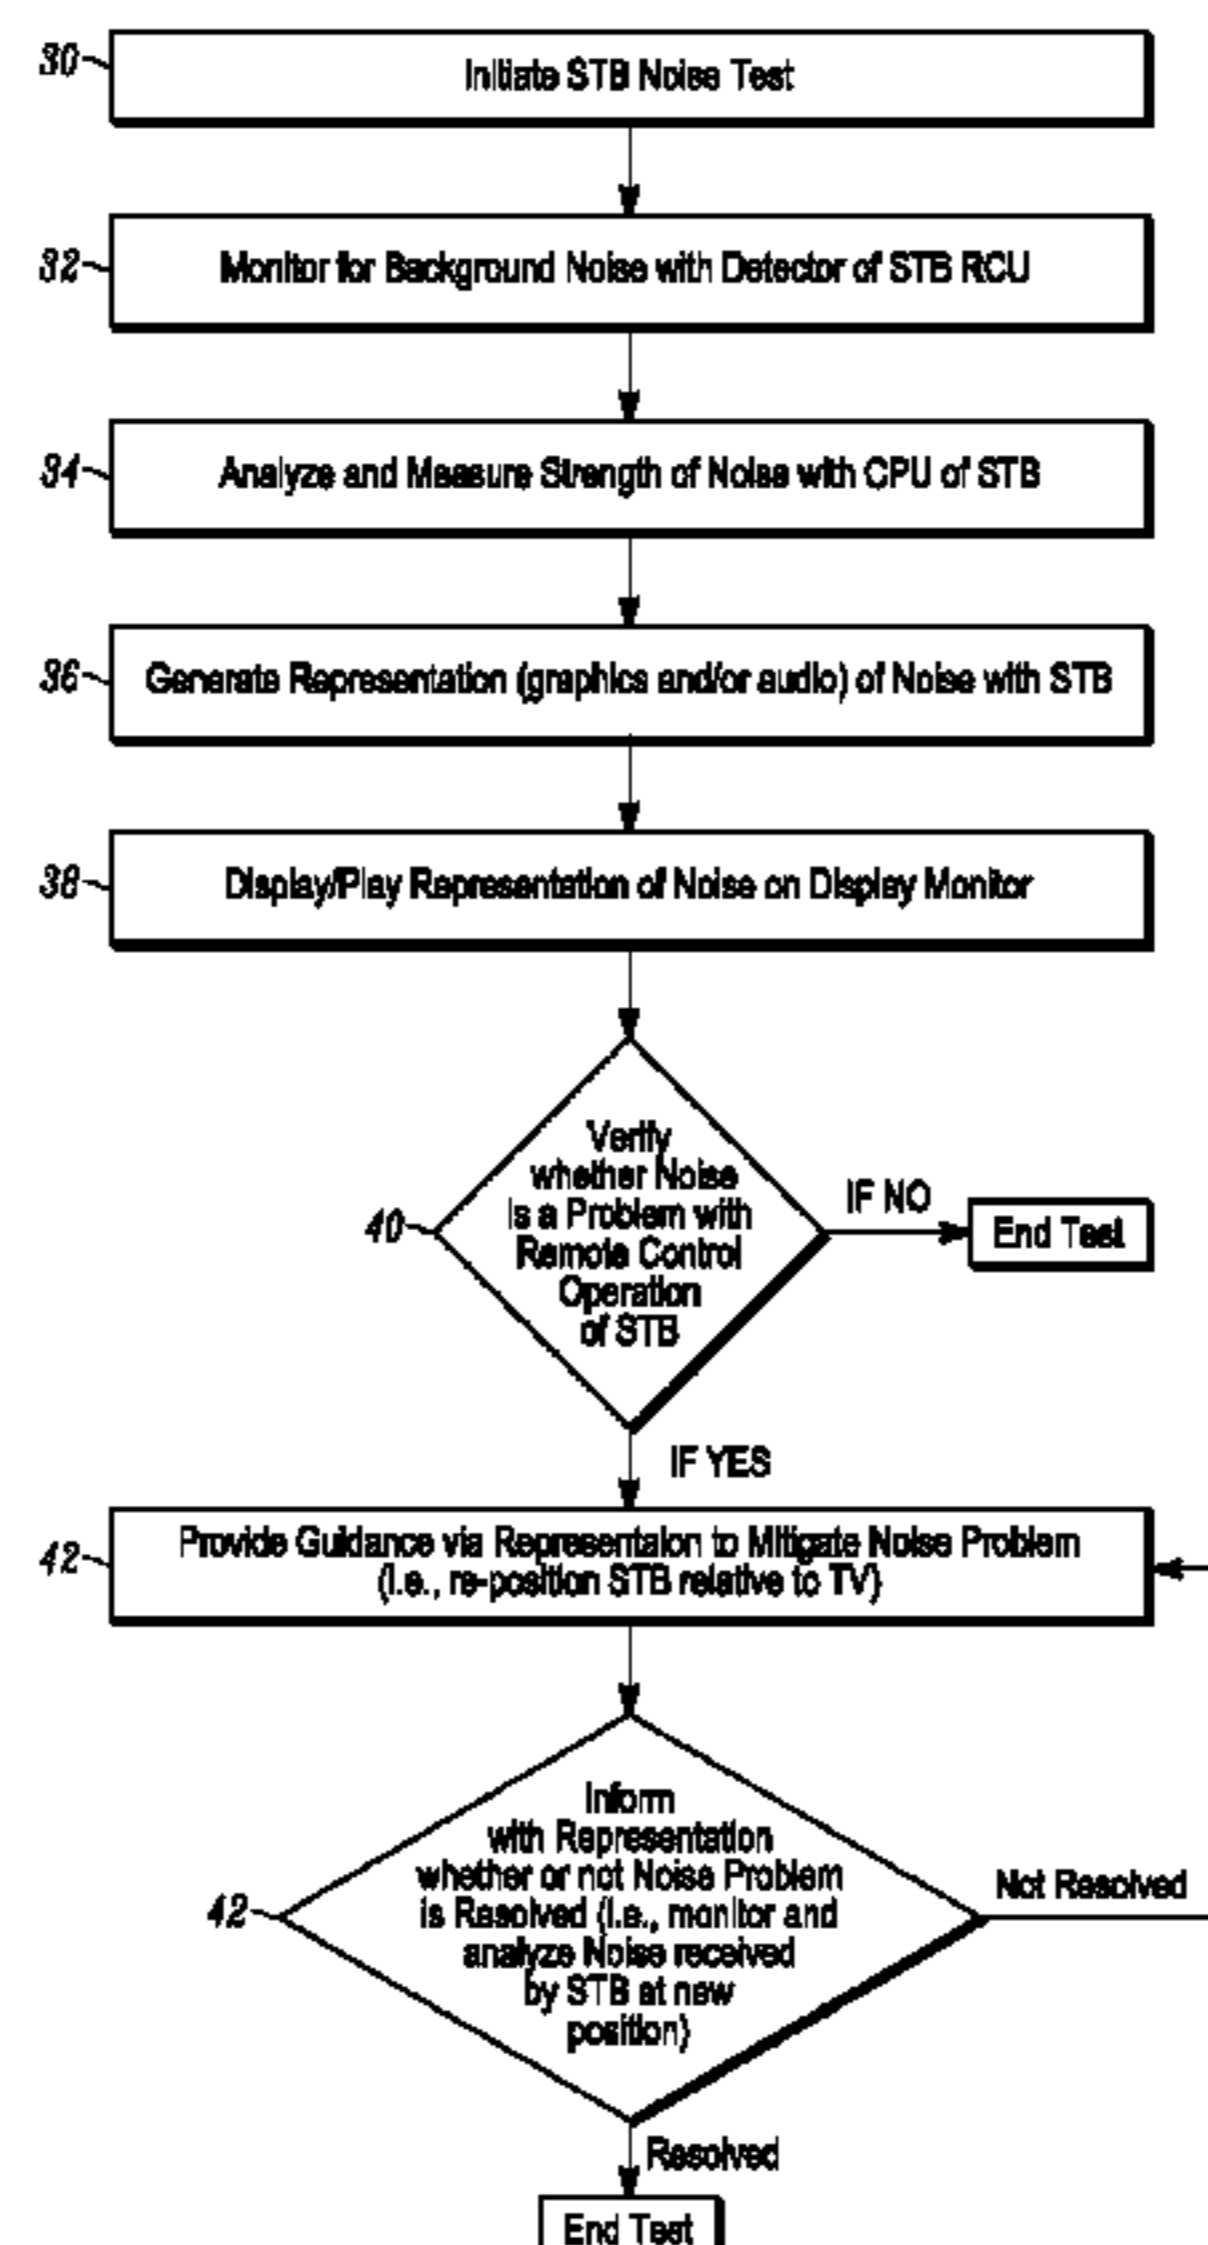 30
Initiate STB Noise Test
32
Monitor for Background Noise with Detector of STB RCU
34
Analyze and Measure Strength of Noise with CPU of STB
36
Generate Representation (graphics and/or audio) of Noise with STB
38
Display/Play Representation of Noise on Display Monitor
40
Verify
whether Noise
is a Problem with
Remote Control
Operation
of STB
IF NO
End Test
IF YES
42
Provide Guidance via Representaion to Mitigate Noise Problem
(i.e., re-position STB relative to TV)
42
Inform
with Representation
whether or not Noise Problem
is Resolved (i.e., monitor and
analyze Noise received
by STB at new
position)
Not Resolved
Resolved
End Test